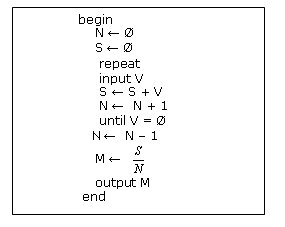 begin
N ← Ø
S ← Ø
repeat
input V
S ← S + V
N ← N + 1
until V = Ø
N ← N − 1
M ← S/N
output M
end